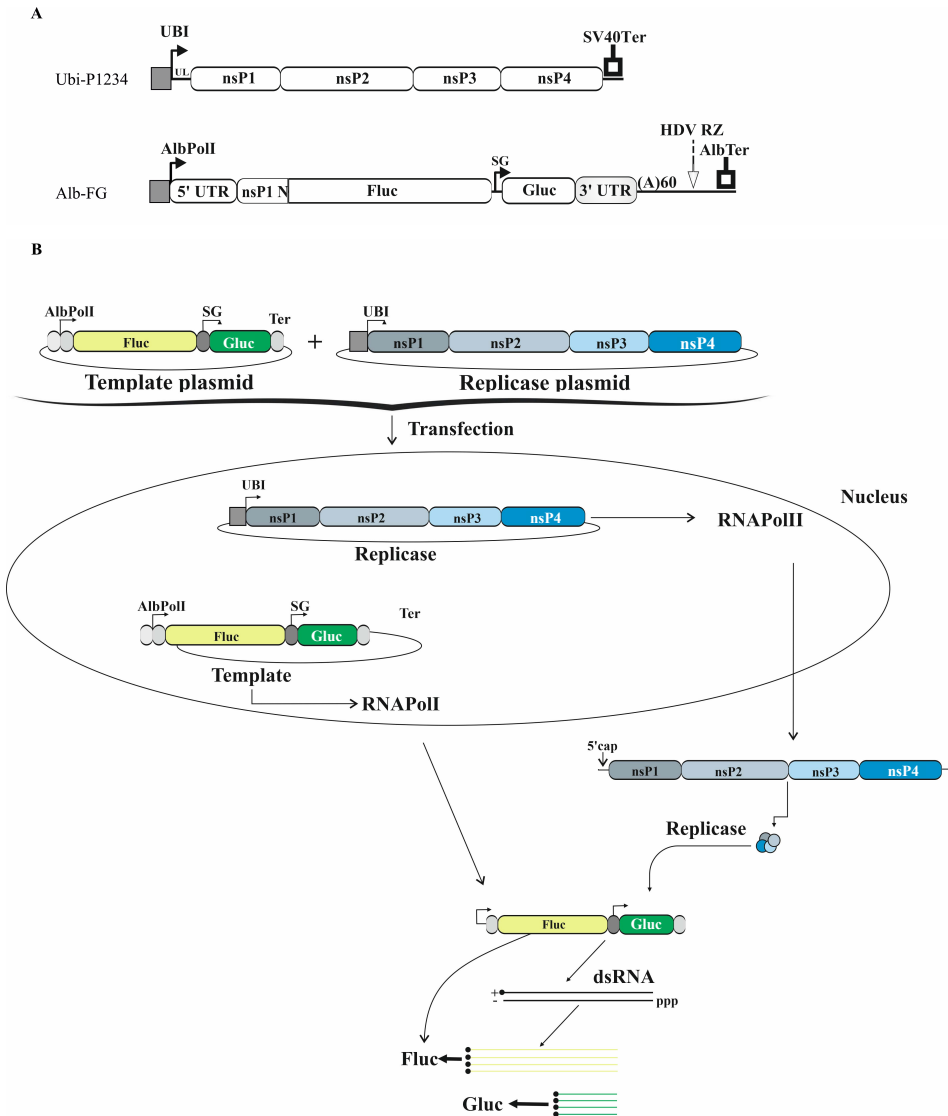 A
UBI
SV40Ter
Ubi-P1234
UL
nsP1
nsP2
nsP3
nsP4
HDV RZ
AlbPolI
SG
AlbTer
Alb-FG
5' UTR
nsP1 N
Fluc
Gluc
3' UTR
(A)60
B
AlbPolI
SG
Ter
UBI
Fluc
Gluc
+
nsP1
nsP2
nsP3
nsP4
Template plasmid
Replicase plasmid
Transfection
UBI
Nucleus
nsP1
nsP2
nsP3
nsP4
RNAPolII
Replicase
AlbPolI
SG
Ter
Fluc
Gluc
Template
RNAPolI
5'cap
nsP1
nsP2
nsP3
nsP4
Replicase
Fluc
Gluc
dsRNA
+
-
ppp
Fluc
Gluc